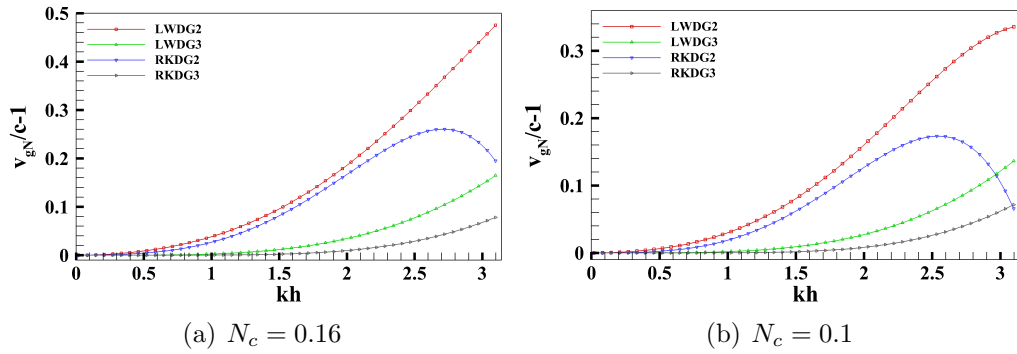 0.5
0.4
0.3
0.2
0.1
0
v_gN/c-1
LWDG2
LWDG3
RKDG2
RKDG3
0 0.5 1 1.5 2 2.5 3
kh
(a) N_c = 0.16
0.3
0.2
0.1
0
v_gN/c-1
LWDG2
LWDG3
RKDG2
RKDG3
0 0.5 1 1.5 2 2.5 3
kh
(b) N_c = 0.1